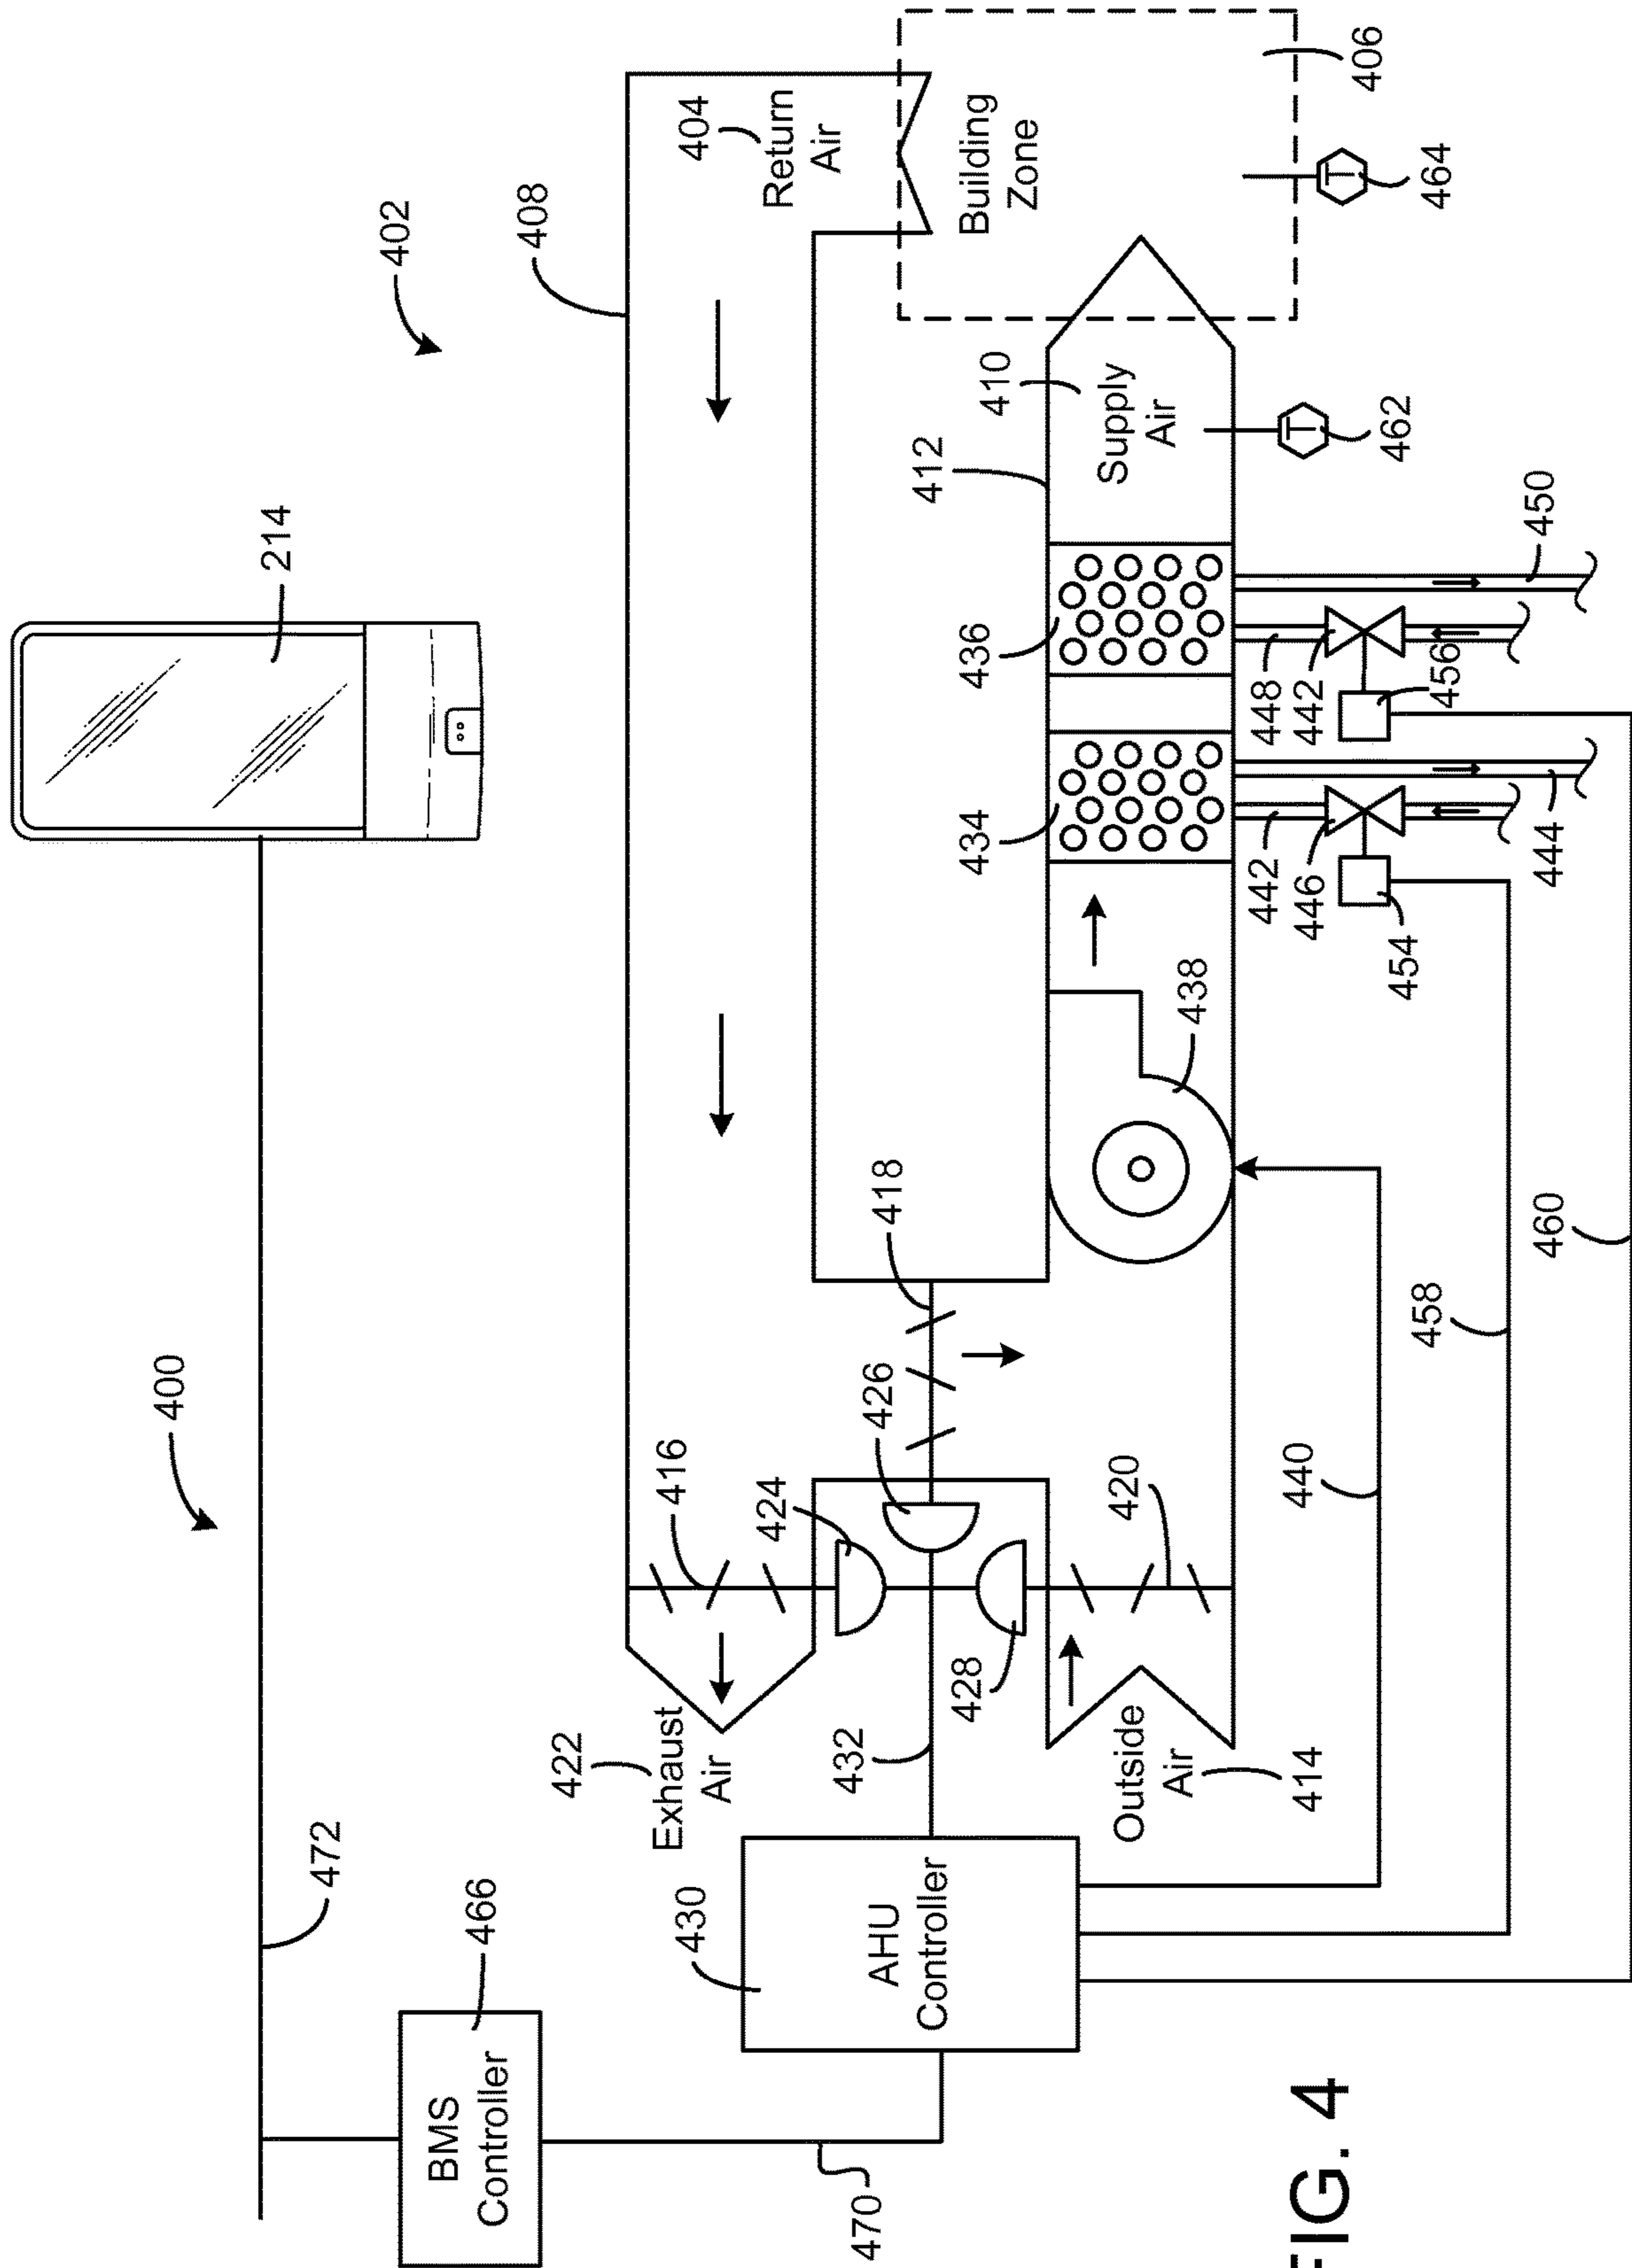 214
400
402
472
408
466
BMS
Controller
422
Exhaust
Air
416
404
Return
Air
430
AHU
Controller
424
432
426
418
470
412
Building
Zone
428
434
436
410
Supply
Air
Outside
Air
414
420
438
442
448
446
442
440
406
462
454
464
458
456
450
460
444
FIG. 4